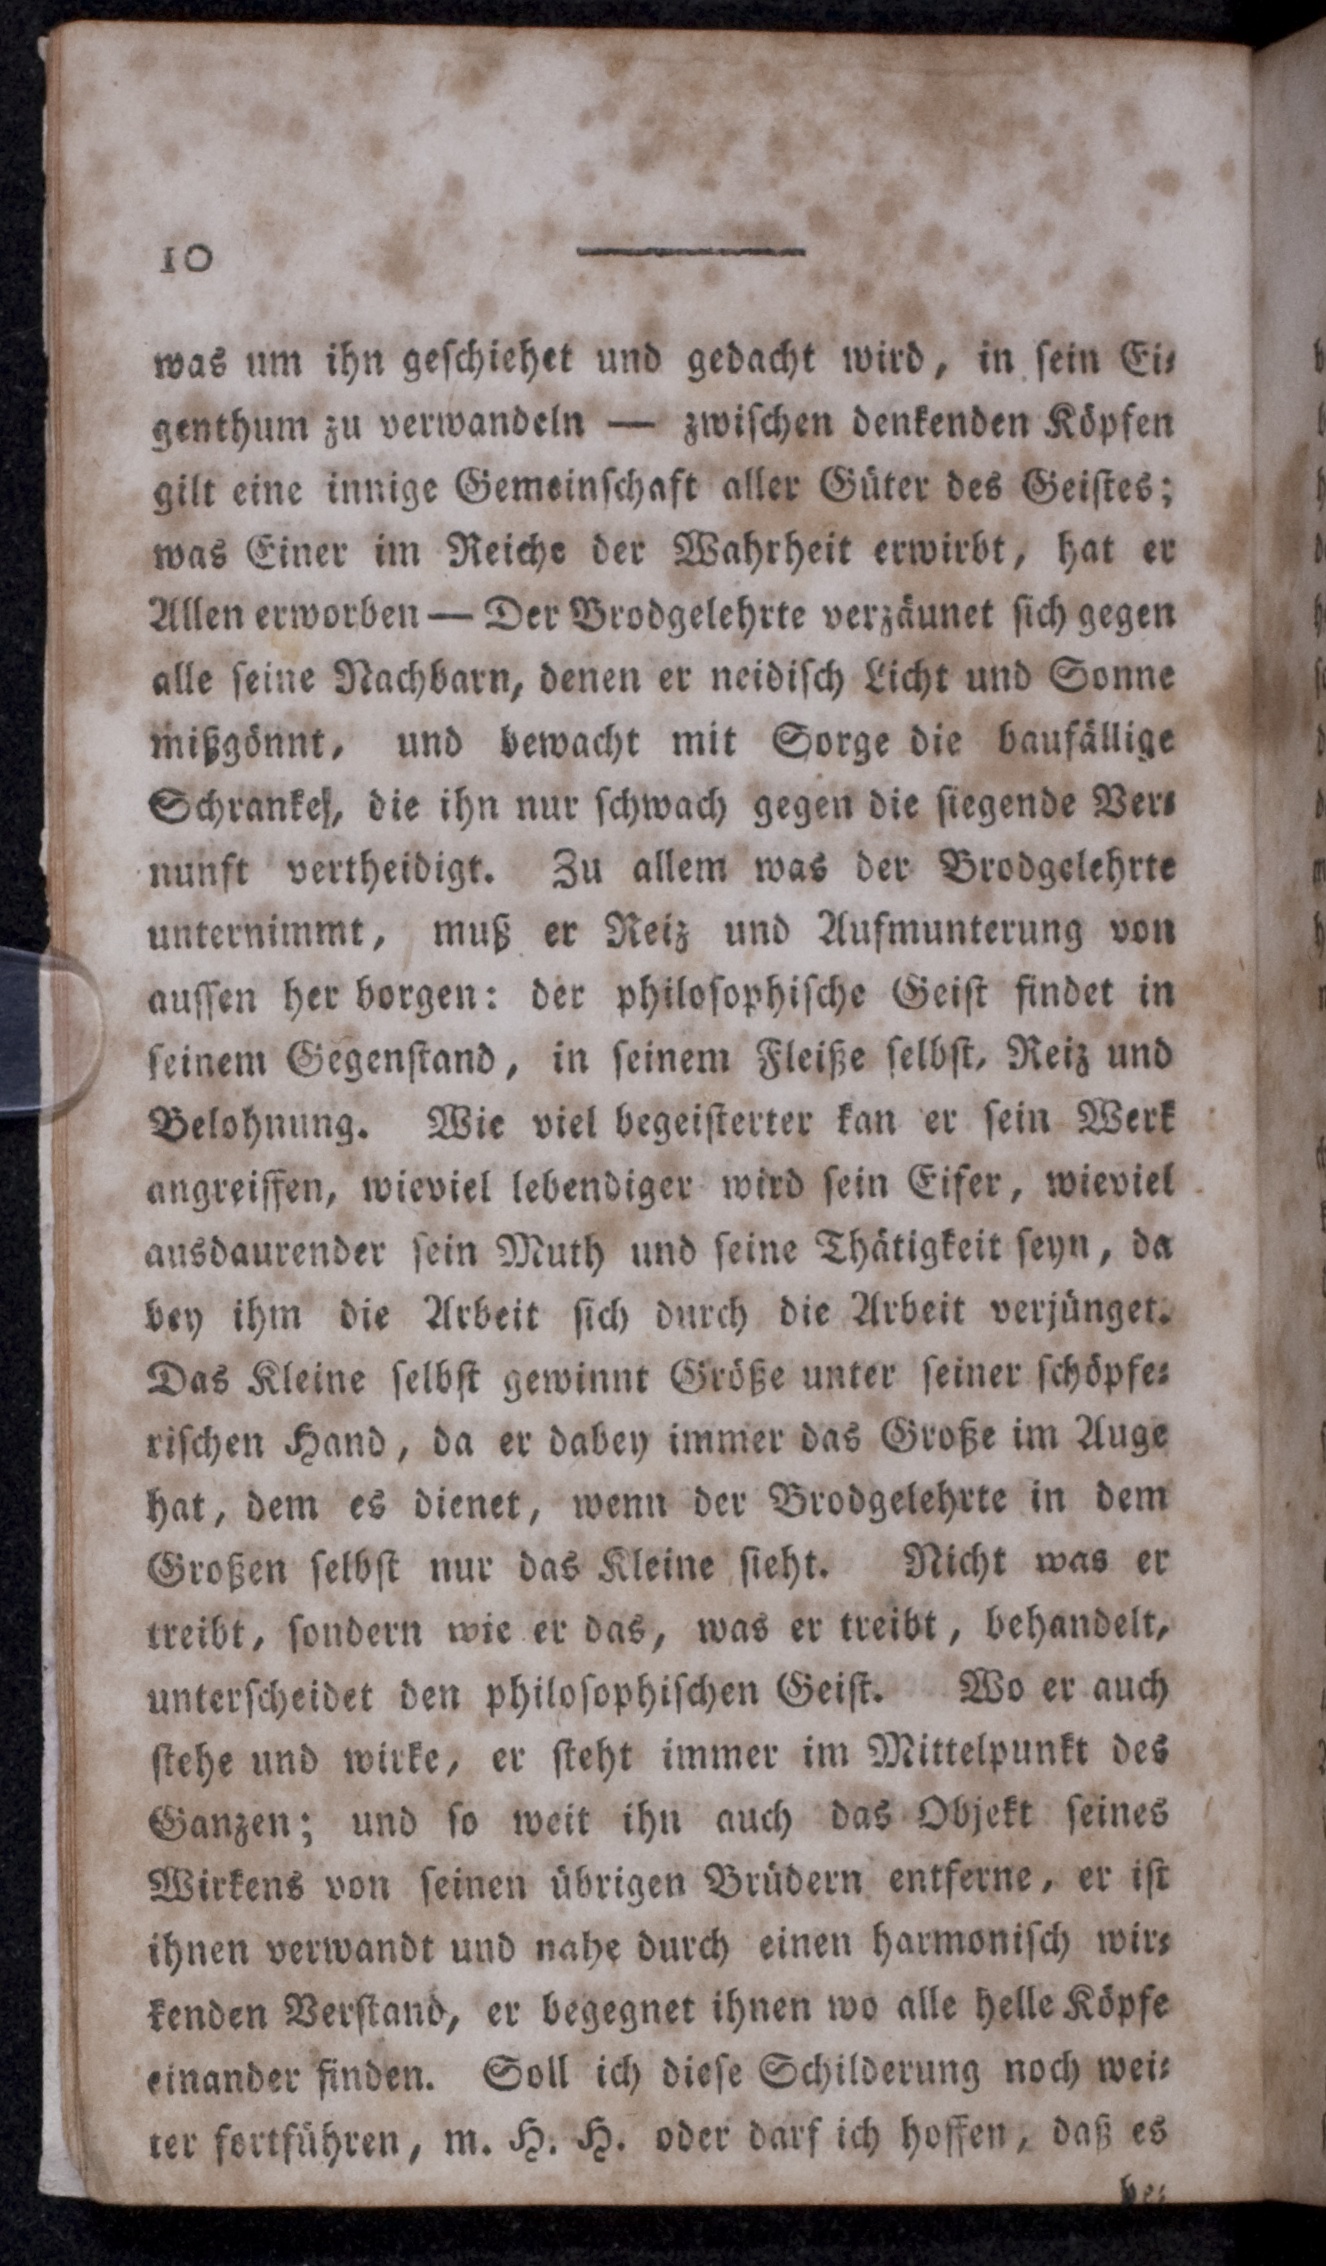 10
was um ihn geſchiehet und gedacht wird, in ſein Ei⸗
genthum zu verwandeln — zwiſchen denkenden Köpfen
gilt eine innige Gemeinſchaft aller Güter des Geiſtes;
was Einer im Reiche der Wahrheit erwirbt, hat er
Allen erworben — Der Brodgelehrte verzäunet ſich gegen
alle ſeine Nachbarn, denen er neidiſch Licht und Sonne
mißgönnt, und bewacht mit Sorge die baufällige
die ihn nur ſchwach gegen die ſiegende Ver⸗
nunft vertheidigt. Zu allem was der Brodgelehrte
unternimmt, muß er Reiz und Aufmunterung von
auſſen her borgen: der philoſophiſche Geiſt findet in
ſeinem Gegenſtand, in ſeinem Fleiße ſelbſt, Reiz und
Belohnung. Wie viel begeiſterter kan er ſein Werk
angreiffen, wieviel lebendiger wird ſein Eifer, wieviel
ausdaurender ſein Muth und ſeine Thätigkeit ſeyn, da
bey ihm die Arbeit ſich durch die Arbeit verjünget.
Das Kleine ſelbſt gewinnt Größe unter ſeiner ſchöpfe⸗
riſchen Hand, da er dabey immer das Große im Auge
hat, dem es dienet, wenn der Brodgelehrte in dem
Großen ſelbſt nur das Kleine ſieht. Nicht was er
treibt, ſondern wie er das, was er treibt, behandelt,
unterſcheidet den philoſophiſchen Geiſt. Wo er auch
ſtehe und wirke, er ſteht immer im Mittelpunkt des
Ganzen; und ſo weit ihn auch das Objekt ſeines
Wirkens von ſeinen übrigen Brüdern entferne, er iſt
ihnen verwandt und nahe durch einen harmoniſch wir⸗
kenden Verſtand, er begegnet ihnen wo alle helle Köpfe
einander finden. Soll ich dieſe Schilderung noch wei⸗
ter fortführen, m. H. H. oder darf ich hoffen, daß es
be⸗